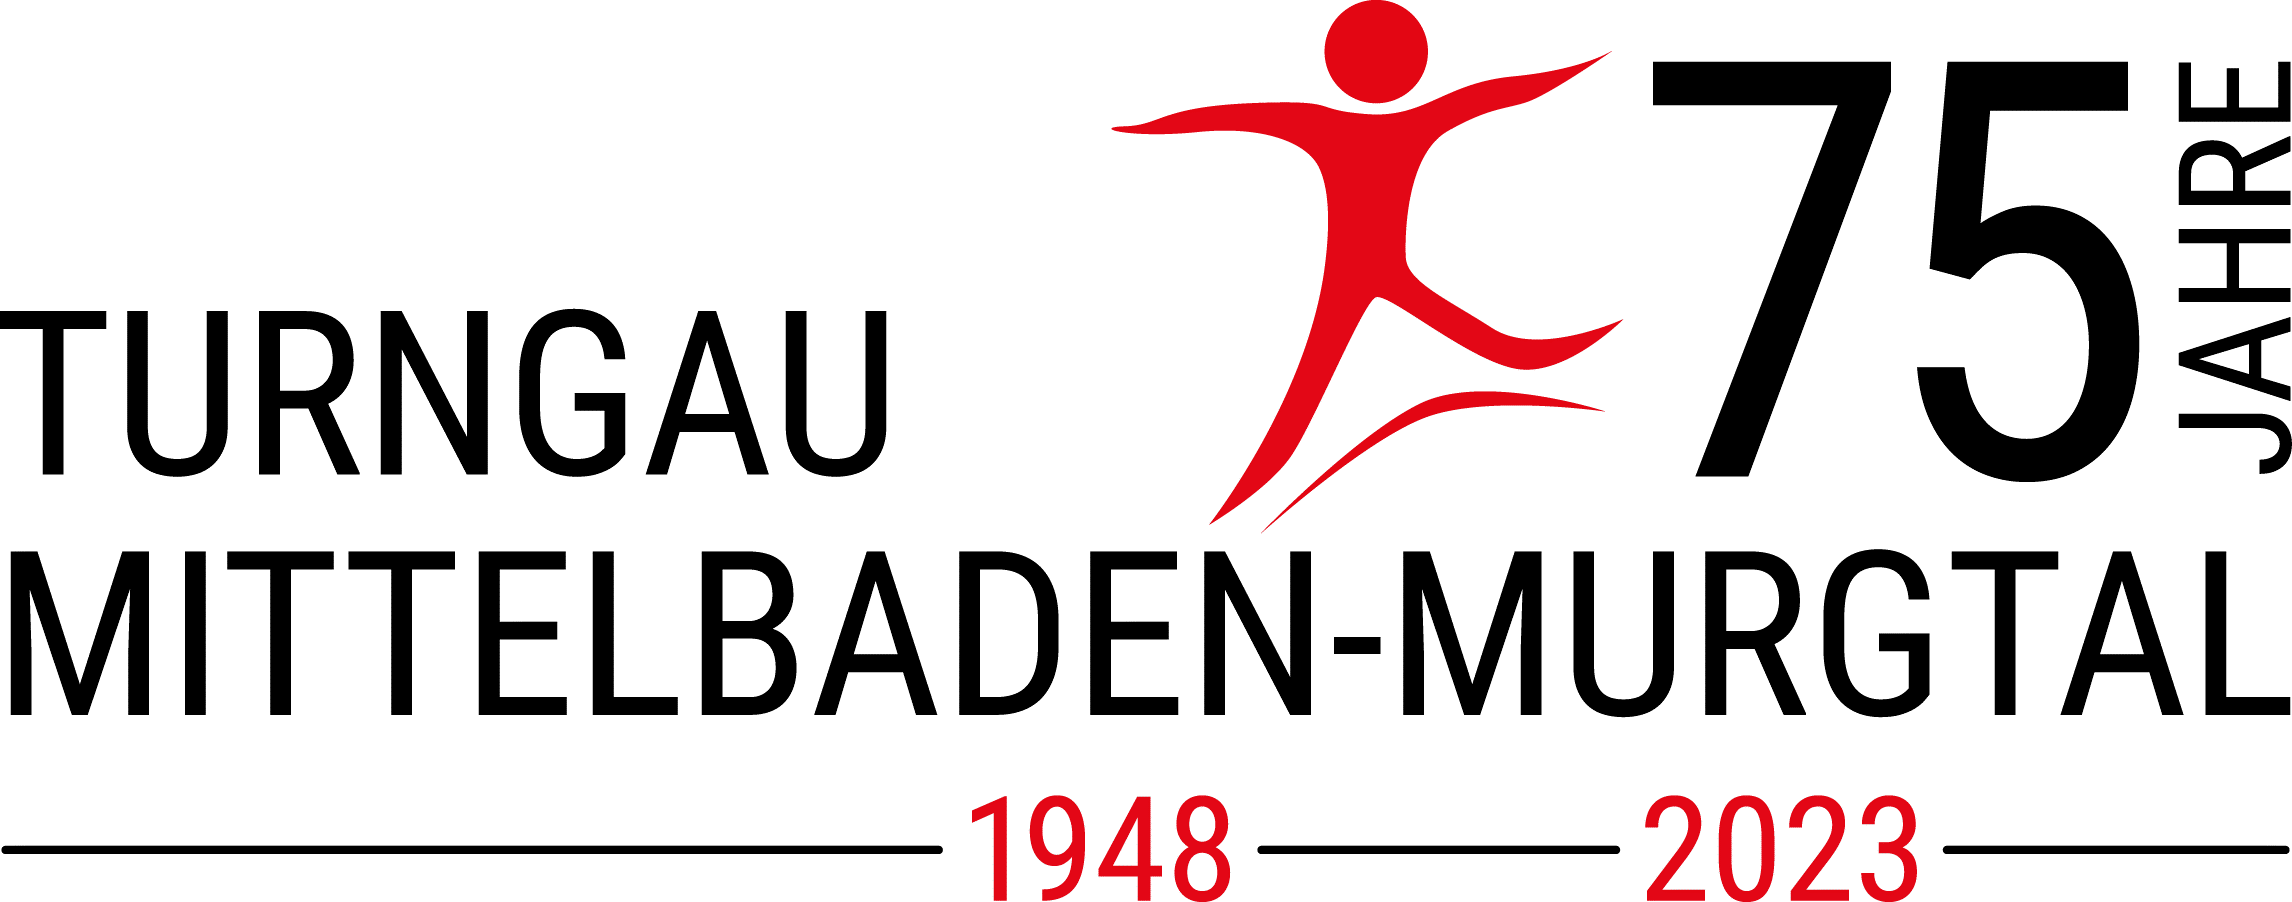 75 JAHRE
TURNGAU
MITTELBADEN-MURGTAL
1948 2023